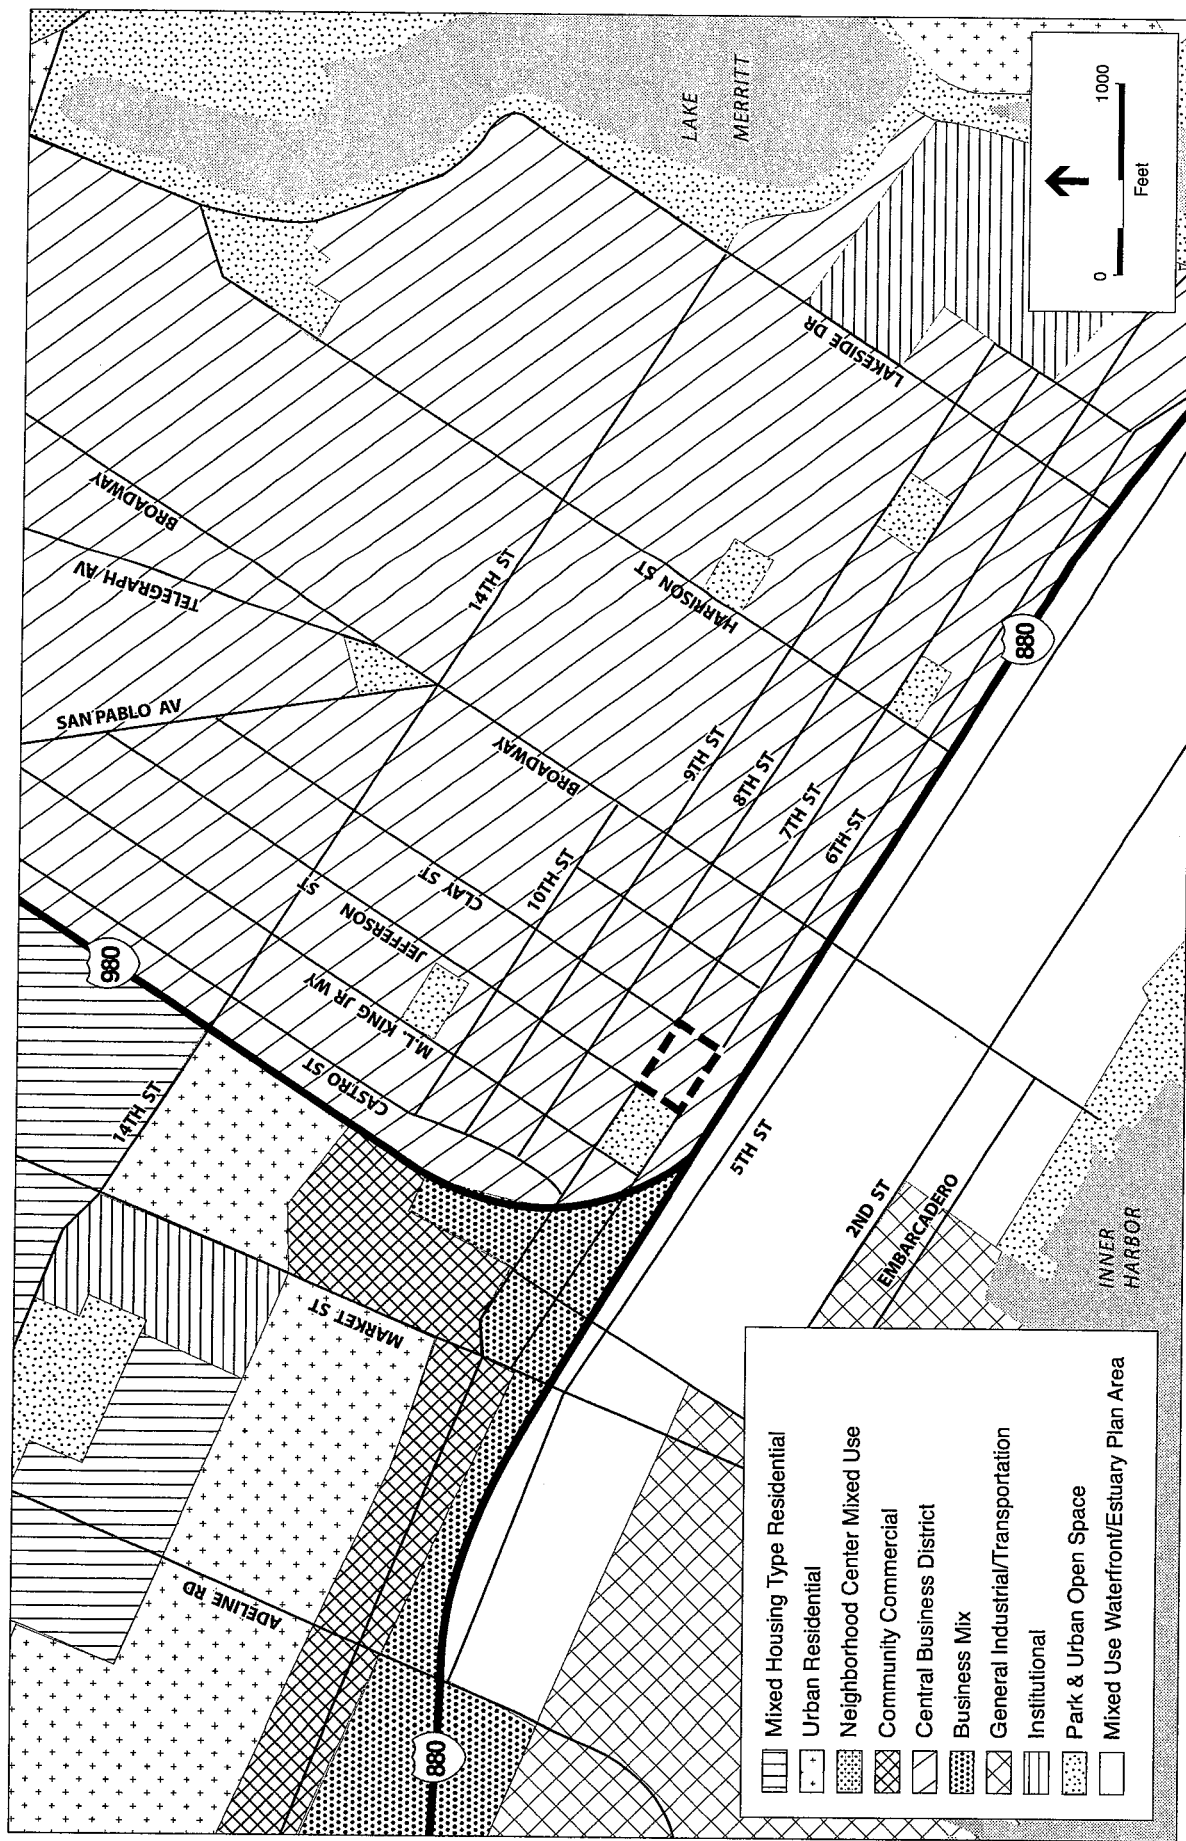 LAKE
MERRITT
BROADWAY
TELEGRAPH AV
SAN PABLO AV
980
14TH ST
14TH ST
LAKESIDE DR
HARRISON ST
BROADWAY
CLAY ST
JEFFERSON ST
M.L. KING JR WY
CASTRO ST
10TH ST
9TH ST
8TH ST
7TH ST
6TH ST
880
5TH ST
2ND ST
EMBARCADERO
INNER
HARBOR
MARKET ST
ADELINE RD
880
0
1000
Feet
Mixed Housing Type Residential
Urban Residential
Neighborhood Center Mixed Use
Community Commercial
Central Business District
Business Mix
General Industrial/Transportation
Institutional
Park & Urban Open Space
Mixed Use Waterfront/Estuary Plan Area